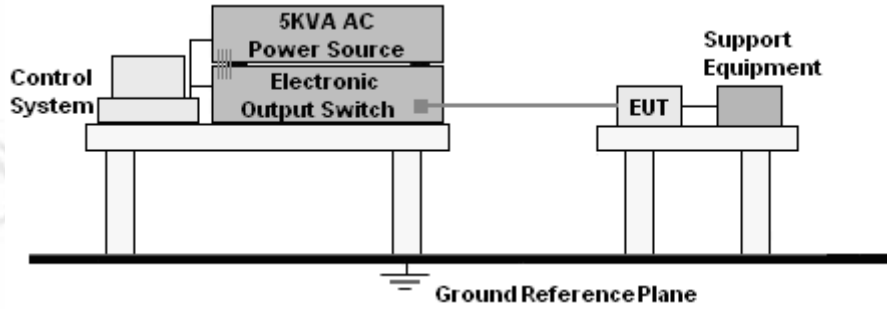 5KVA AC
Power Source
Electronic
Output Switch
Control
System
EUT
Support
Equipment
Ground Reference Plane